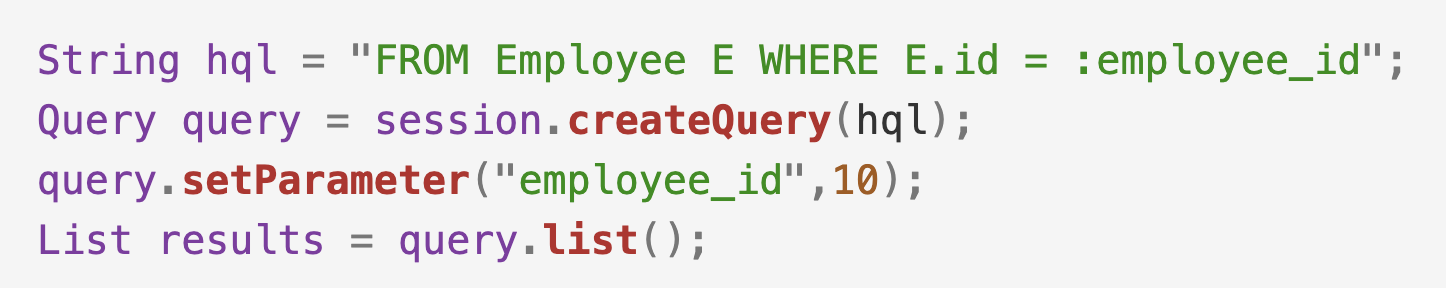 String hql = "FROM Employee E WHERE E.id = :employee_id";
Query query = session.createQuery(hql);
query.setParameter("employee_id",10);
List results = query.list();